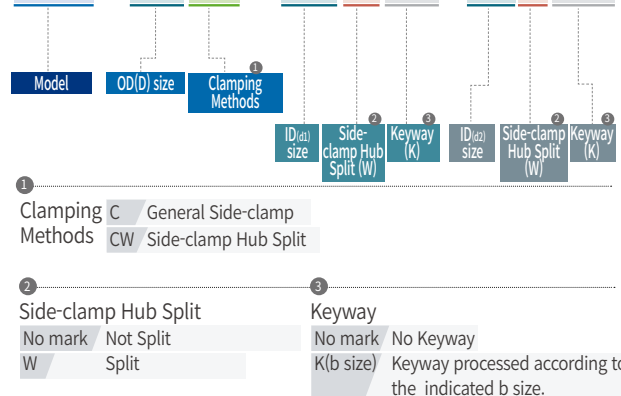 1
Model OD(D) size Clamping
Methods
2 3 2 3
ID(d1) Side- Keyway ID(d2) Side-clamp Keyway
size clamp Hub (K) size Hub Split (K)
Split (W) (W)
1
Clamping C General Side-clamp
Methods CW Side-clamp Hub Split
2 3
Side-clamp Hub Split Keyway
No mark Not Split No mark No Keyway
W Split K(b size) Keyway processed according to
the indicated b size.